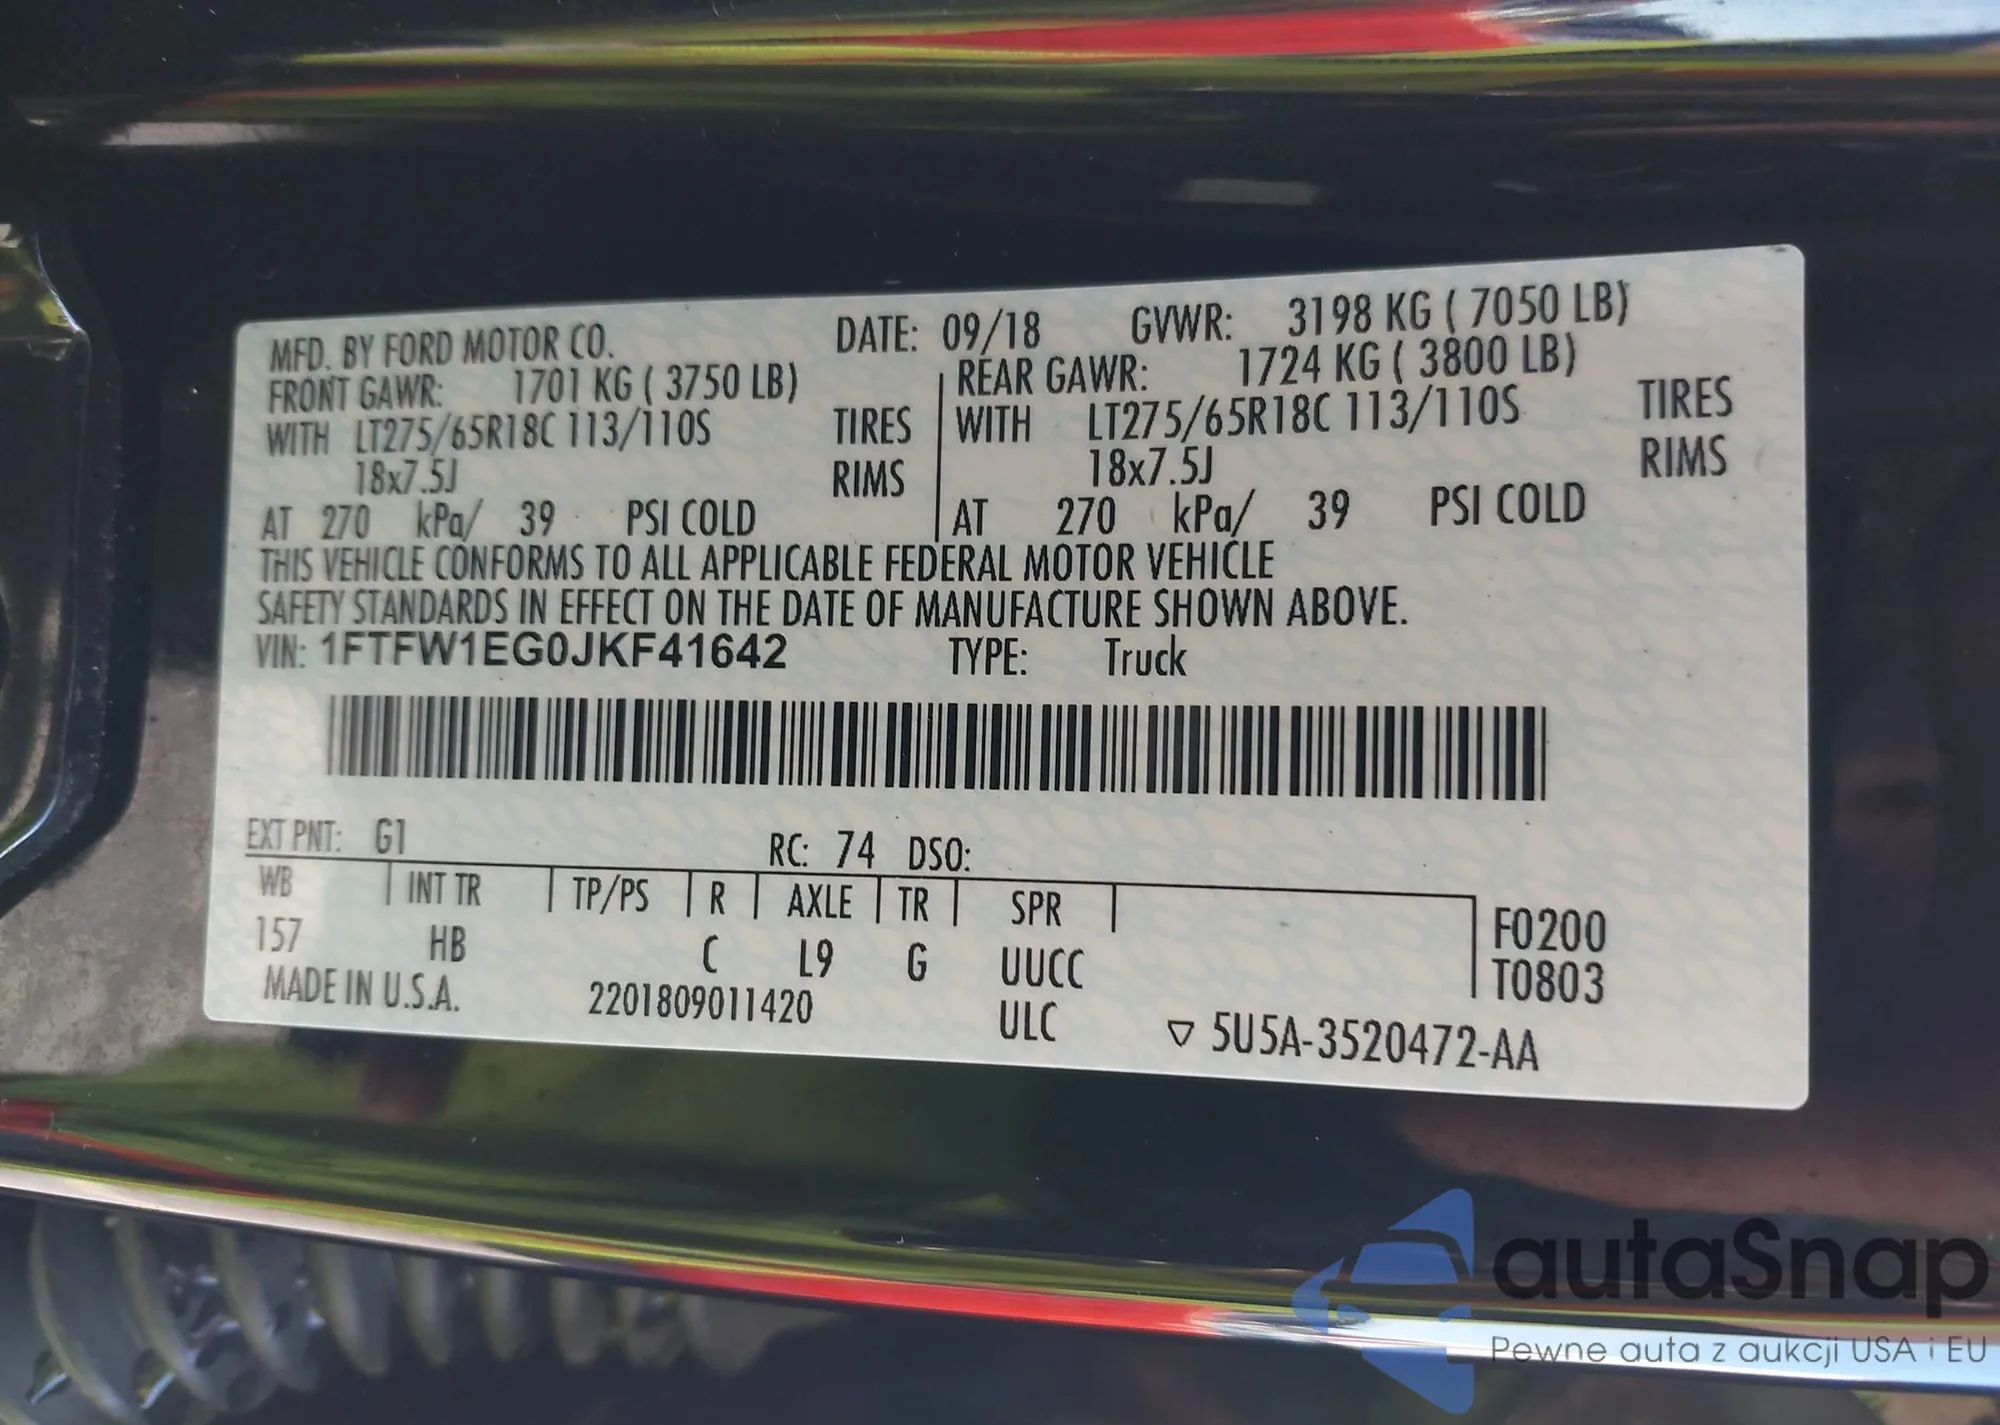 MFD. BY FORD MOTOR CO. DATE: 09/18 GVWR: 3198 KG ( 7050 LB)
FRONT GAWR: 1701 KG ( 3750 LB) REAR GAWR: 1724 KG ( 3800 LB)
WITH LT275/65R18C 113/110S TIRES WITH LT275/65R18C 113/110S TIRES
18x7.5J RIMS 18x7.5J RIMS
AT 270 kPa/ 39 PSI COLD AT 270 kPa/ 39 PSI COLD
THIS VEHICLE CONFORMS TO ALL APPLICABLE FEDERAL MOTOR VEHICLE
SAFETY STANDARDS IN EFFECT ON THE DATE OF MANUFACTURE SHOWN ABOVE.
VIN: 1FTFW1EG0JKF41642 TYPE: Truck
EXT PNT: G1 RC: 74 DSO:
WB INT TR TP/PS R AXLE TR SPR F0200
157 HB C L9 G UUCC T0803
MADE IN U.S.A. 2201809011420 ULC ▽ 5U5A-3520472-AA
autaSnap
Pewne auta z aukcji USA i EU